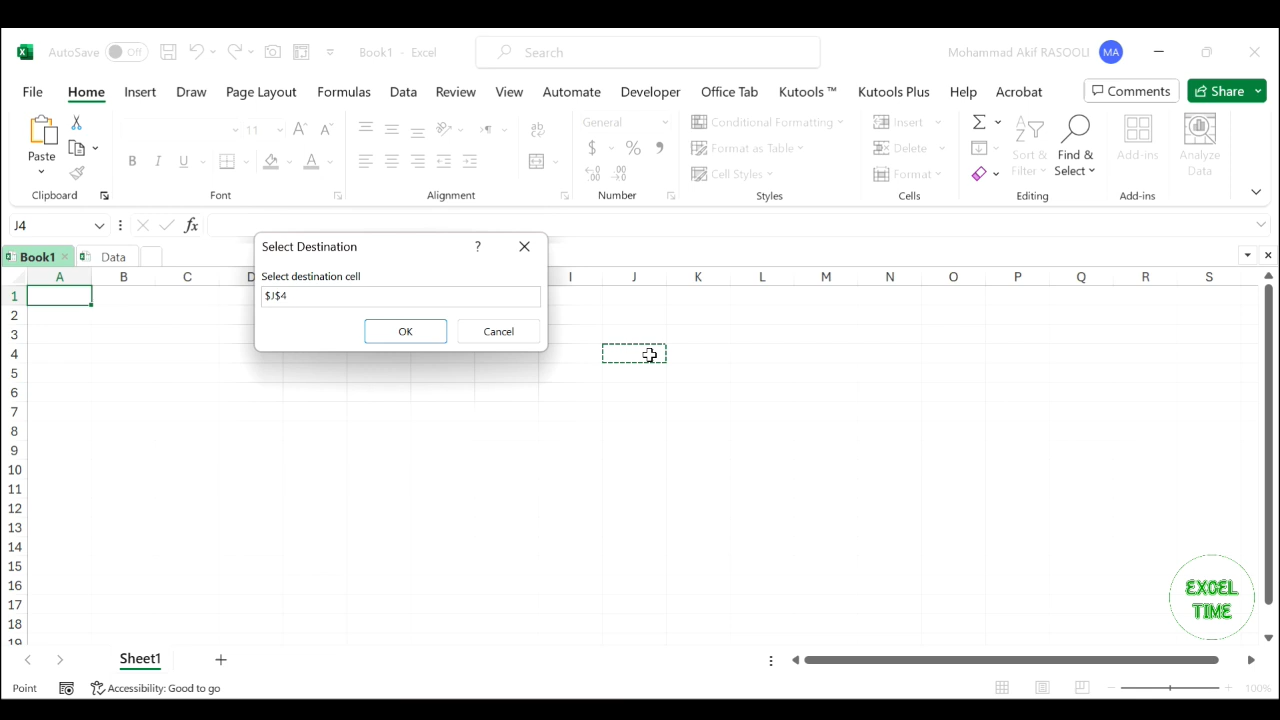 AutoSave Off Book1 - Excel Search Mohammad Akif RASOOLI MA
File Home Insert Draw Page Layout Formulas Data Review View Automate Developer Office Tab Kutools ™ Kutools Plus Help Acrobat Comments Share
Paste
Clipboard
11
Font
Alignment
General
Number
Conditional Formatting
Format as Table
Cell Styles
Styles
Insert
Delete
Format
Cells
Sort &
Filter
Find &
Select
Editing
Add-ins
Add-ins
Analyze
Data
J4 fx
Book1 Data
Select Destination ?
Select destination cell
$J$4
OK Cancel
A B C D I J K L M N O P Q R S
1
2
3
4
5
6
7
8
9
10
11
12
13
14
15
16
17
18
19
EXCEL
TIME
Sheet1
Point Accessibility: Good to go 100%